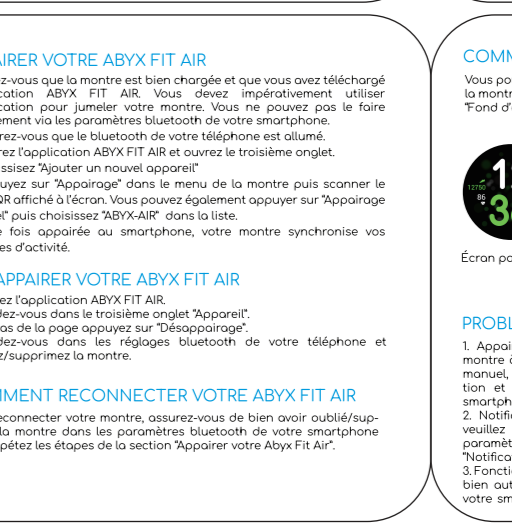 IRER VOTRE ABYX FIT AIR
z-vous que la montre est bien chargée et que vous avez téléchargé
cation ABYX FIT AIR. Vous devez impérativement utiliser
cation pour jumeler votre montre. Vous ne pouvez pas le faire
ement via les paramètres bluetooth de votre smartphone.
rez-vous que le bluetooth de votre téléphone est allumé.
rez l'application ABYX FIT AIR et ouvrez le troisième onglet.
ssisez "Ajouter un nouvel appareil"
uyez sur "Appairage" dans le menu de la montre puis scanner le
QR affiché à l'écran. Vous pouvez également appuyer sur "Appairage
el" puis choisissez "ABYX-AIR" dans la liste.
e fois appairée au smartphone, votre montre synchronise vos
es d'activité.
APPAIRER VOTRE ABYX FIT AIR
ez l'application ABYX FIT AIR.
dez-vous dans le troisième onglet "Appareil".
as de la page appuyez sur "Désappairage".
dez-vous dans les réglages bluetooth de votre téléphone et
z/supprimez la montre.
MENT RECONNECTER VOTRE ABYX FIT AIR
econnecter votre montre, assurez-vous de bien avoir oublié/sup-
la montre dans les paramètres bluetooth de votre smartphone
pétez les étapes de la section "Appairer votre Abyx Fit Air".
COMM
Vous pou
la montr
"Fond d'é
12750
86
Écran pa
PROBL
1. Appai
montre à
manuel,
tion et
smartph
2. Notifi
veuillez
paramèt
"Notifica
3. Foncti
bien aut
votre sm